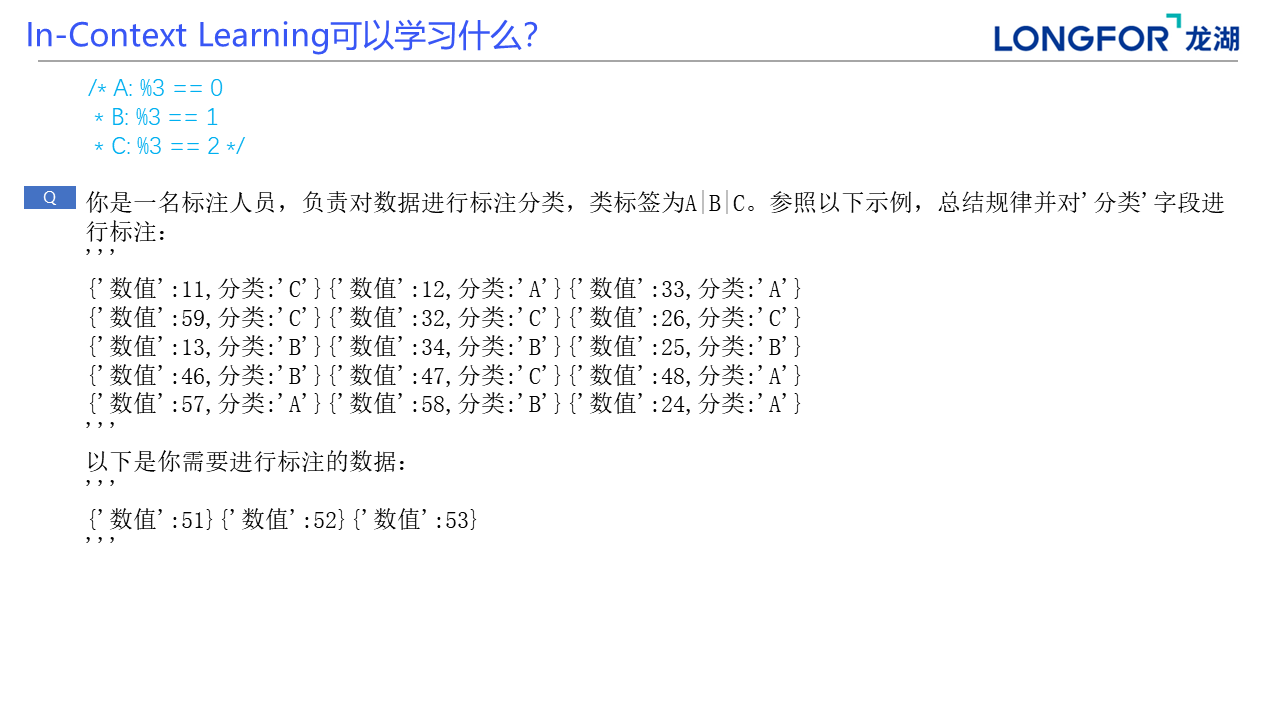 In-Context Learning可以学习什么?
LONGFOR 龙湖
/* A: %3 == 0
* B: %3 == 1
* C: %3 == 2 */
Q
你是一名标注人员，负责对数据进行标注分类，类标签为A|B|C。参照以下示例，总结规律并对'分类'字段进
行标注：
'''
{'数值':11,分类:'C'}{'数值':12,分类:'A'}{'数值':33,分类:'A'}
{'数值':59,分类:'C'}{'数值':32,分类:'C'}{'数值':26,分类:'C'}
{'数值':13,分类:'B'}{'数值':34,分类:'B'}{'数值':25,分类:'B'}
{'数值':46,分类:'B'}{'数值':47,分类:'C'}{'数值':48,分类:'A'}
{'数值':57,分类:'A'}{'数值':58,分类:'B'}{'数值':24,分类:'A'}
'''
以下是你需要进行标注的数据：
'''
{'数值':51}{'数值':52}{'数值':53}
'''